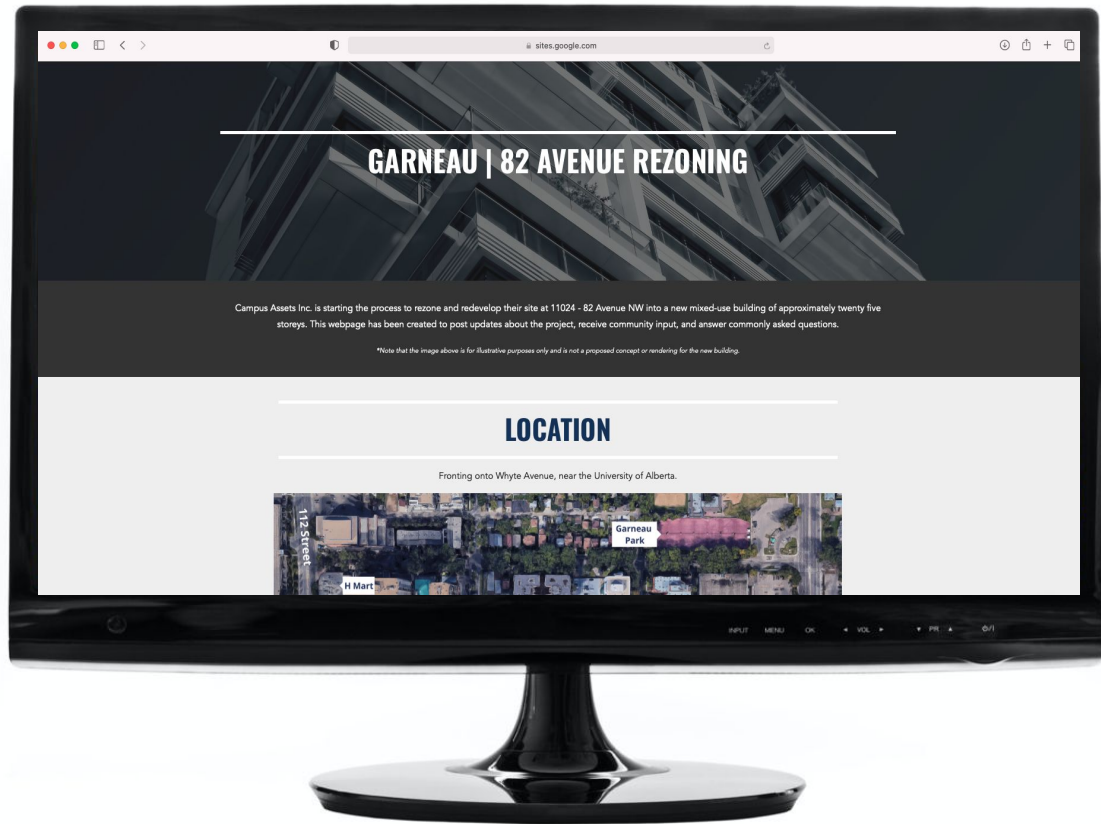 sites.google.com
GARNEAU | 82 AVENUE REZONING
Campus Assets Inc. is starting the process to rezone and redevelop their site at 11024 - 82 Avenue NW into a new mixed-use building of approximately twenty five
storeys. This webpage has been created to post updates about the project, receive community input, and answer commonly asked questions.
*Note that the image above is for illustrative purposes only and is not a proposed concept or rendering for the new building.
LOCATION
Fronting onto Whyte Avenue, near the University of Alberta.
112 Street
Garneau
Park
H Mart
INPUT MENU OK ◄ VOL ► ▼ PR ▲ ⏻/I